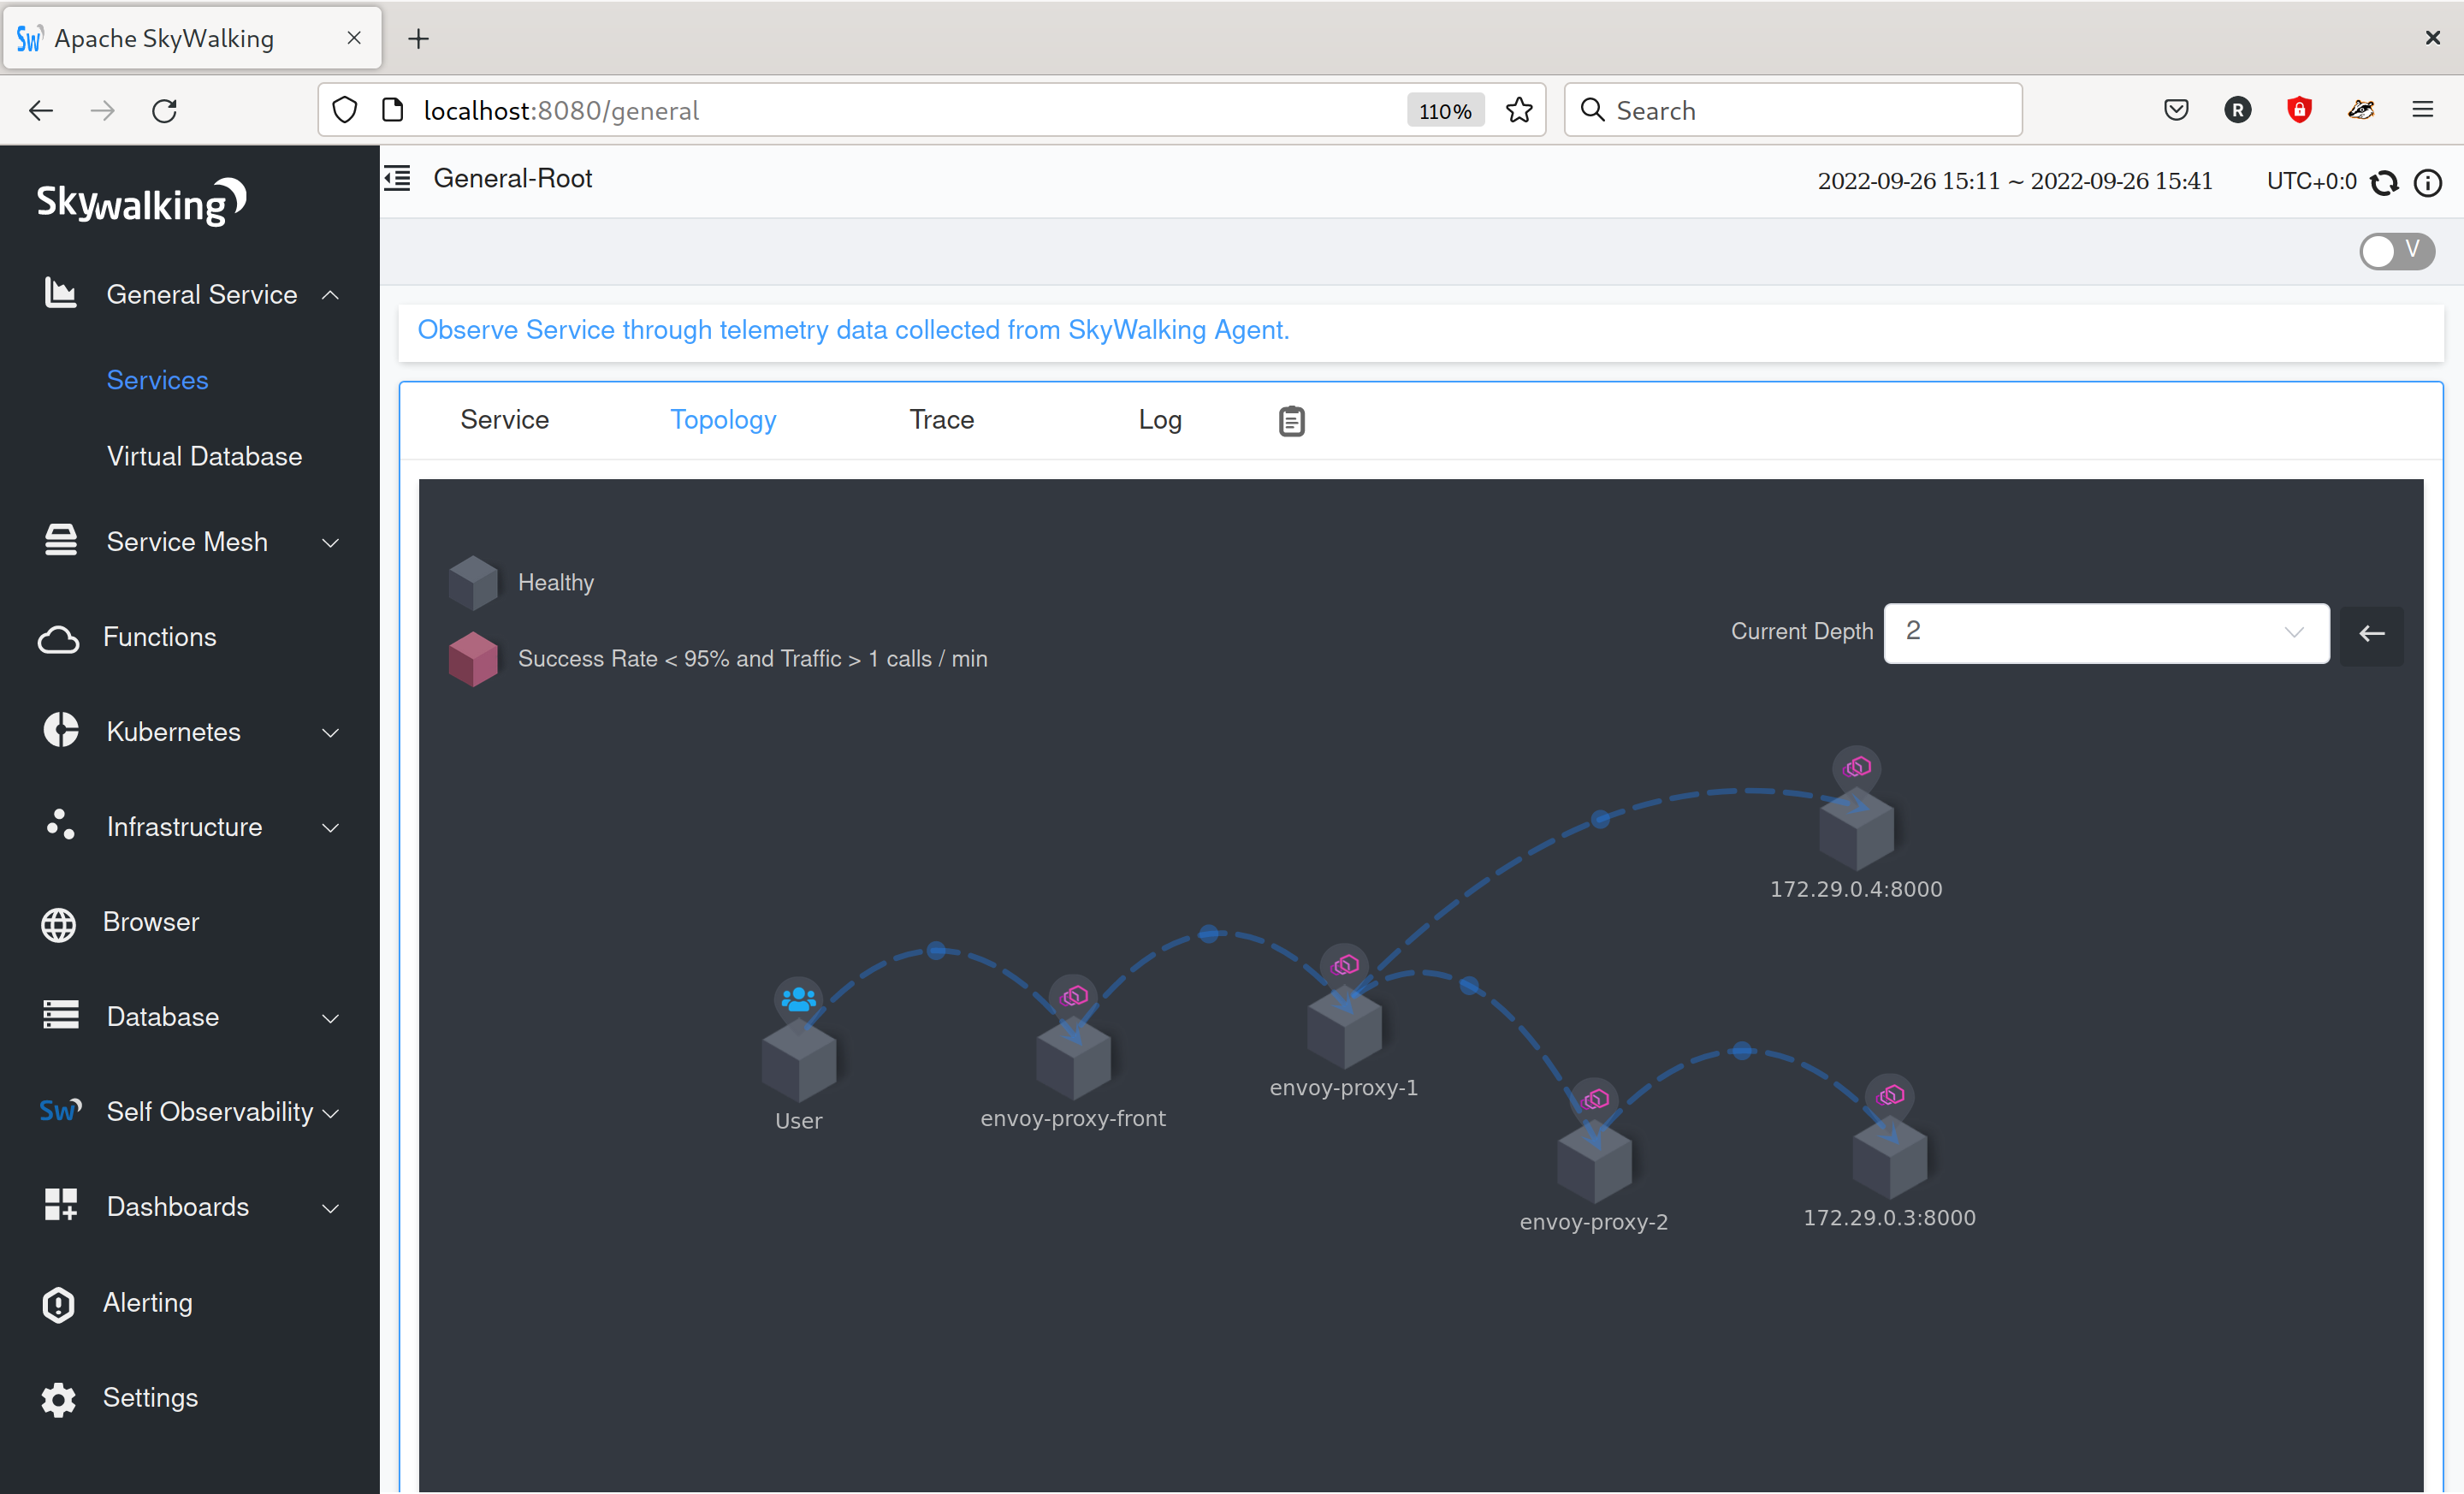 Sw Apache SkyWalking
localhost:8080/general
110%
Search
R
Skywalking
General Service
Services
Virtual Database
Service Mesh
Functions
Kubernetes
Infrastructure
Browser
Database
Sw Self Observability
Dashboards
Alerting
Settings
General-Root
2022-09-26 15:11 ~ 2022-09-26 15:41
UTC+0:0
V
Observe Service through telemetry data collected from SkyWalking Agent.
Service Topology Trace Log
Healthy
Success Rate < 95% and Traffic > 1 calls / min
Current Depth 2
172.29.0.4:8000
User
envoy-proxy-front
envoy-proxy-1
envoy-proxy-2
172.29.0.3:8000